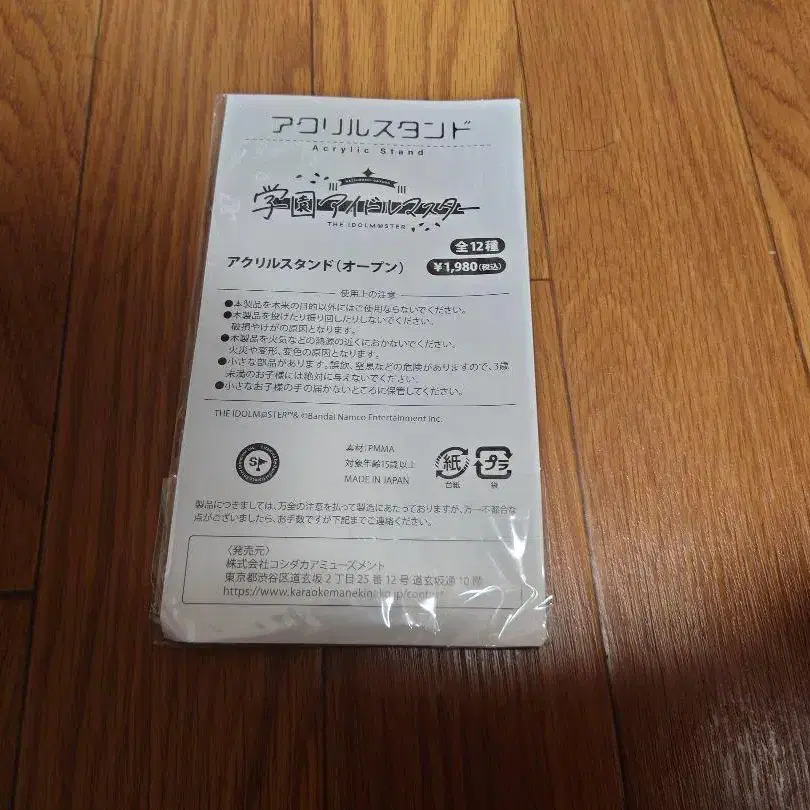 アクリルスタンド
Acrylic Stand
学園アイドルマスター
THE IDOLM@STER
全12種
アクリルスタンド(オープン)
¥1,980(税込)
使用上の注意
●本製品を本来の目的以外にはご使用ならないでください。
●本製品を投げたり振り回したりしないでください。
破損やけがの原因となります。
●本製品を火気などの熱源の近くにおかないでください。
火災や変形、変色の原因となります。
●小さな部品があります。誤飲、窒息などの危険がありますので、3歳
未満のお子様には絶対に与えないでください。
●小さなお子様の手の届かないところに保管してください。
THE IDOLM@STER™& ©Bandai Namco Entertainment Inc.
素材:PMMA
対象年齢15歳以上
MADE IN JAPAN
紙
台紙
プラ
袋
製品につきましては、万全の注意を払って製造にあたっておりますが、万一不都合な
点がございましたら、お手数ですが下記までご連絡ください。
〈発売元〉
株式会社コシダカアミューズメント
東京都渋谷区道玄坂2丁目25番12号 道玄坂通10階
https://www.karaokemanekineko.jp/contact